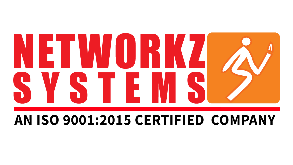 NETWORKZ
SYSTEMS
AN ISO 9001:2015 CERTIFIED COMPANY